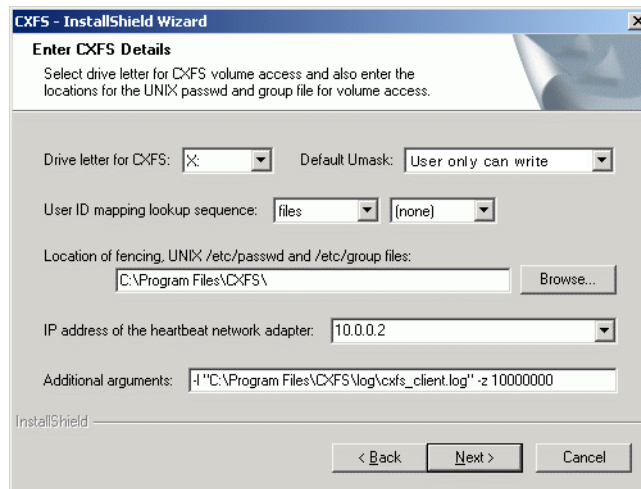 CXFS - InstallShield Wizard
Enter CXFS Details
Select drive letter for CXFS volume access and also enter the
locations for the UNIX passwd and group file for volume access.
Drive letter for CXFS: X: Default Umask: User only can write
User ID mapping lookup sequence: files (none)
Location of fencing, UNIX /etc/passwd and /etc/group files:
C:\Program Files\CXFS\ Browse...
IP address of the heartbeat network adapter: 10.0.0.2
Additional arguments: -l "C:\Program Files\CXFS\log\cxfs_client.log" -z 10000000
InstallShield
< Back Next > Cancel